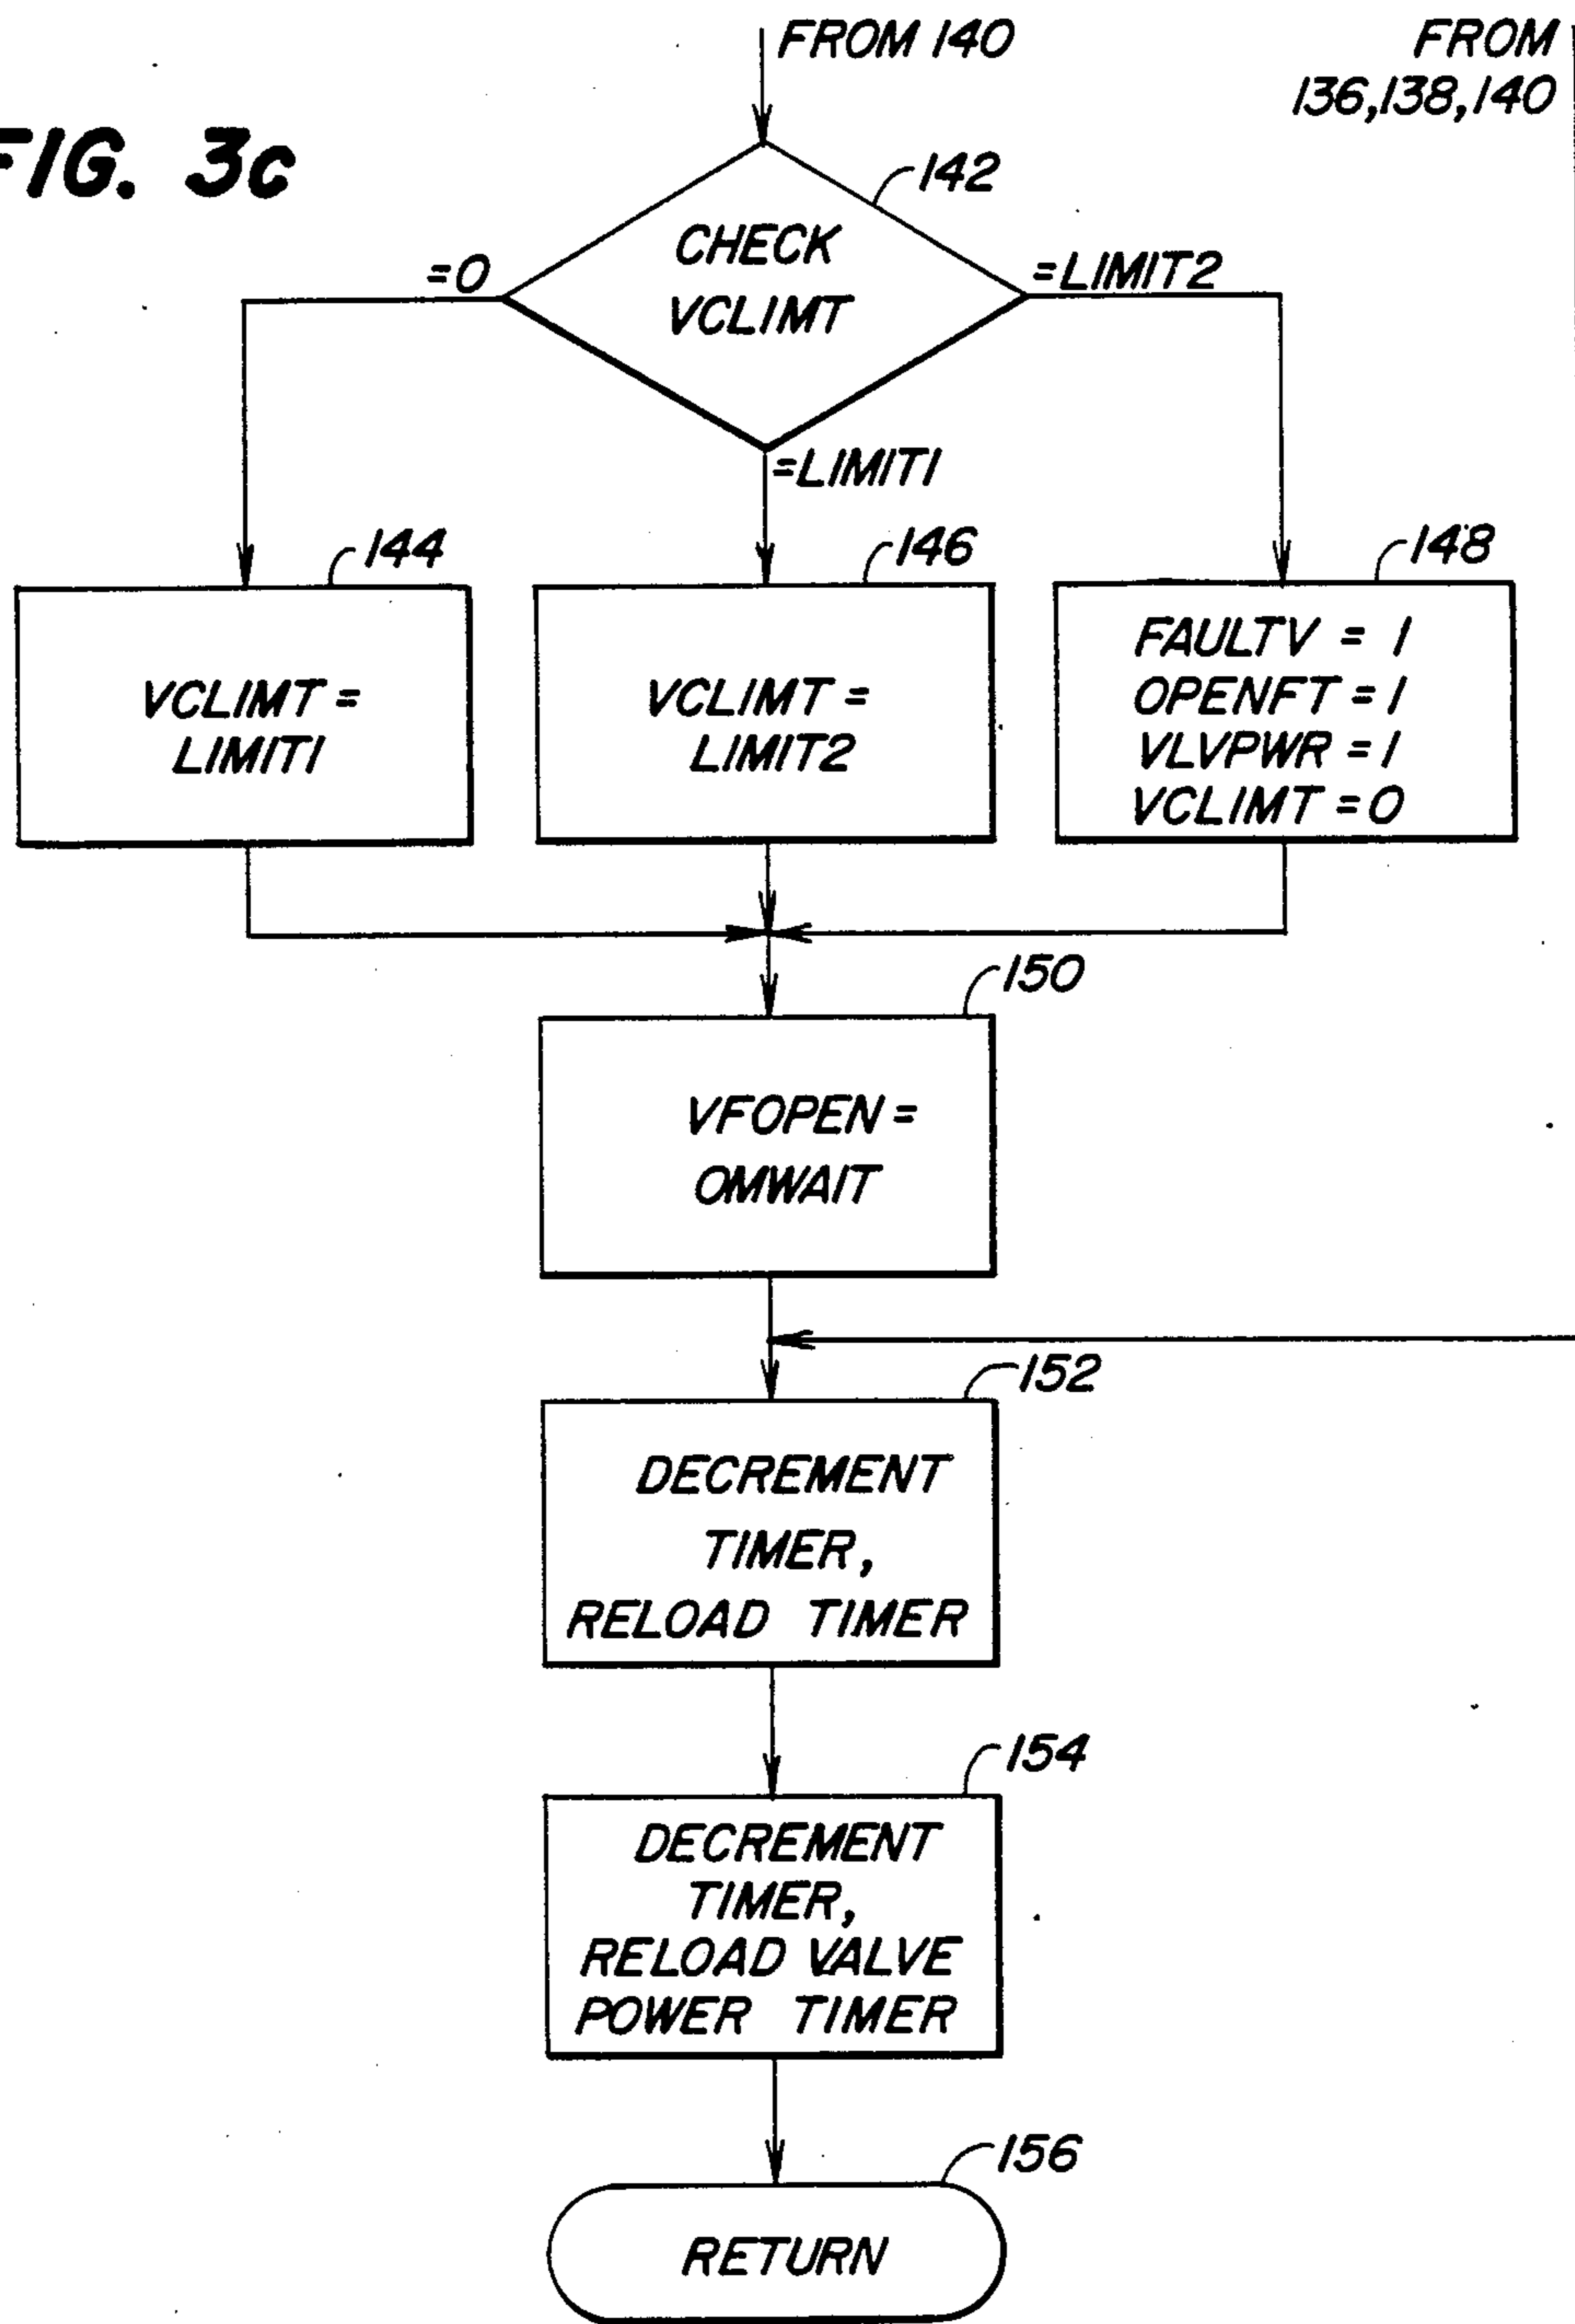 FROM 140
FROM
136,138,140
FIG. 3c
142
CHECK
VCLIMT
=0
=LIMIT2
=LIMIT1
144
146
148
VCLIMT =
LIMIT1
VCLIMT =
LIMIT2
FAULTV = 1
OPENFT = 1
VLVPWR = 1
VCLIMT = 0
150
VFOPEN =
OMWAIT
152
DECREMENT
TIMER,
RELOAD TIMER
154
DECREMENT
TIMER,
RELOAD VALVE
POWER TIMER
156
RETURN